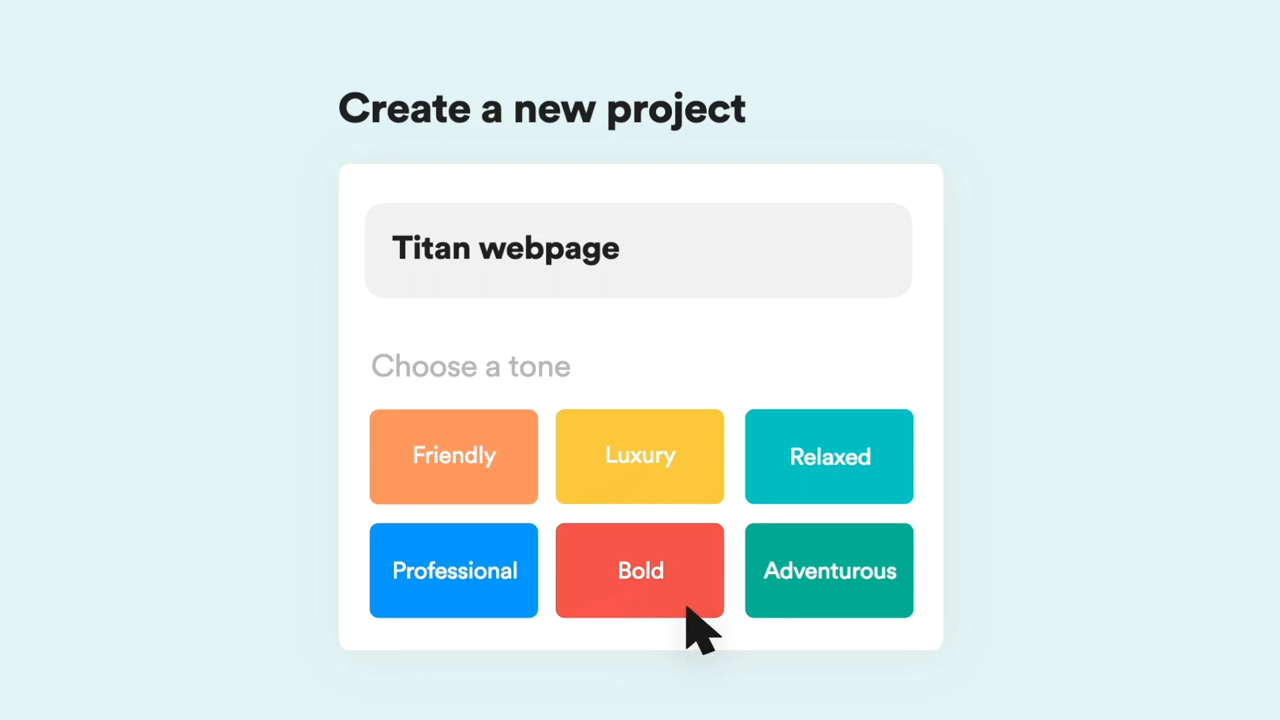 Create a new project
Titan webpage
Choose a tone
Friendly
Luxury
Relaxed
Professional
Bold
Adventurous